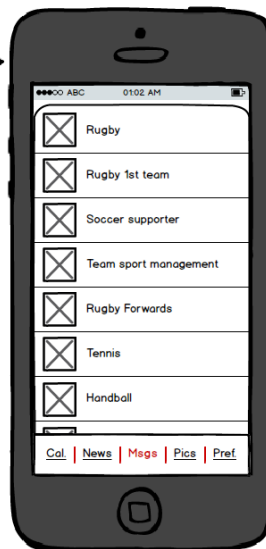 ABC 01:02 AM
Rugby
Rugby 1st team
Soccer supporter
Team sport management
Rugby Forwards
Tennis
Handball
Cal. | News | Msgs | Pics | Pref.